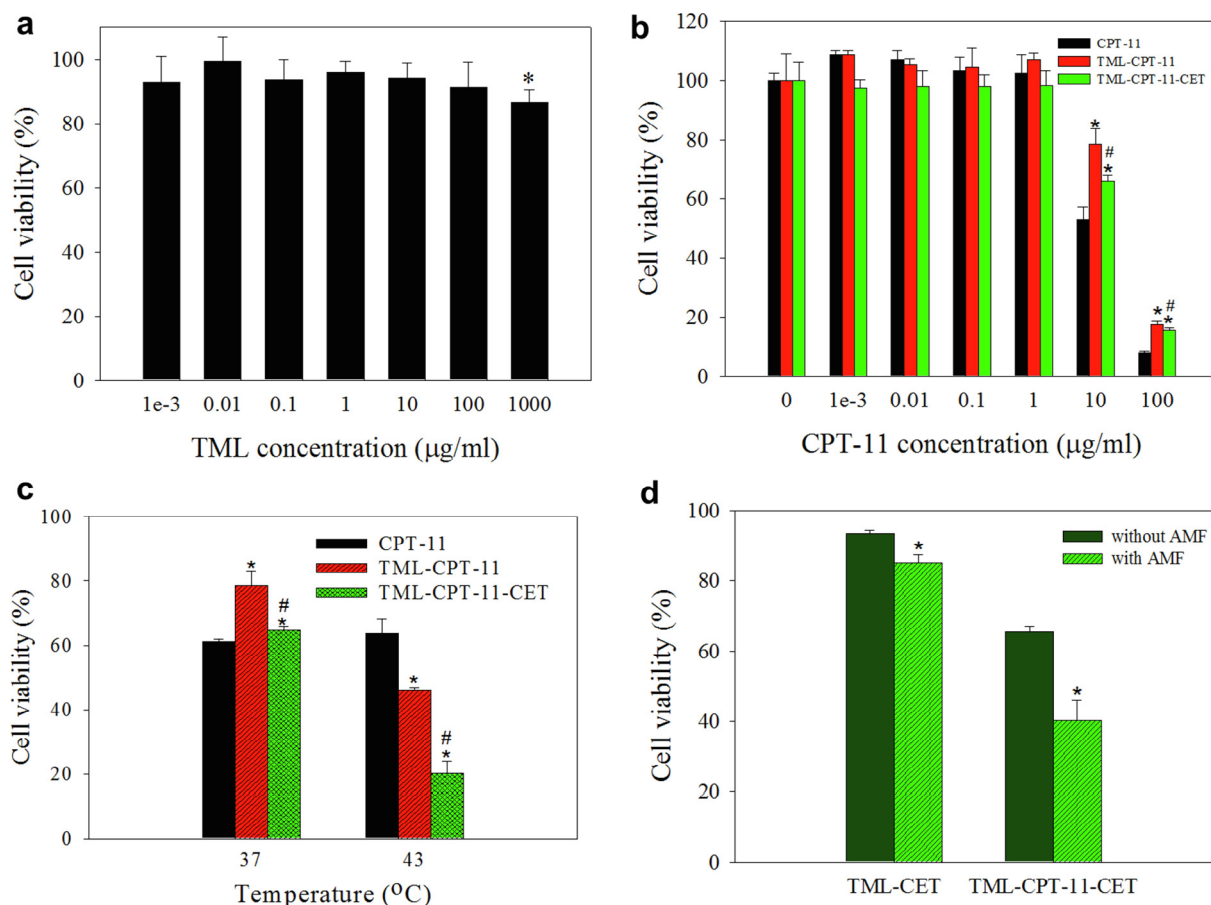 a
Cell viability (%)
100
80
60
40
20
0
*
1e-3 0.01 0.1 1 10 100 1000
TML concentration (μg/ml)
b
Cell viability (%)
120
100
80
60
40
20
0
CPT-11
TML-CPT-11
TML-CPT-11-CET
*
#
*
*
#
*
0 1e-3 0.01 0.1 1 10 100
CPT-11 concentration (μg/ml)
c
Cell viability (%)
100
80
60
40
20
0
CPT-11
TML-CPT-11
TML-CPT-11-CET
*
#
*
*
#
*
37 43
Temperature (ºC)
d
Cell viability (%)
100
80
60
40
20
0
without AMF
with AMF
*
*
TML-CET TML-CPT-11-CET